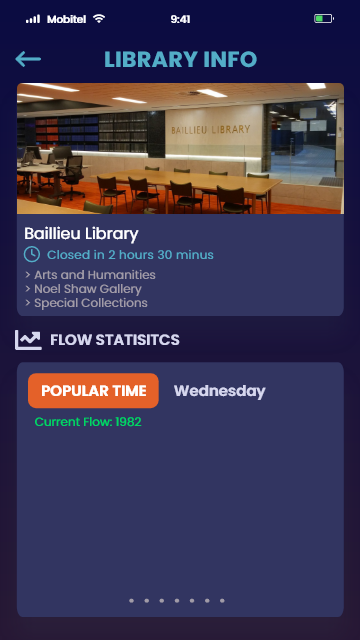 Mobitel 9:41
LIBRARY INFO
BAILLIEU LIBRARY
Baillieu Library
Closed in 2 hours 30 minus
> Arts and Humanities
> Noel Shaw Gallery
> Special Collections
FLOW STATISITCS
POPULAR TIME Wednesday
Current Flow: 1982